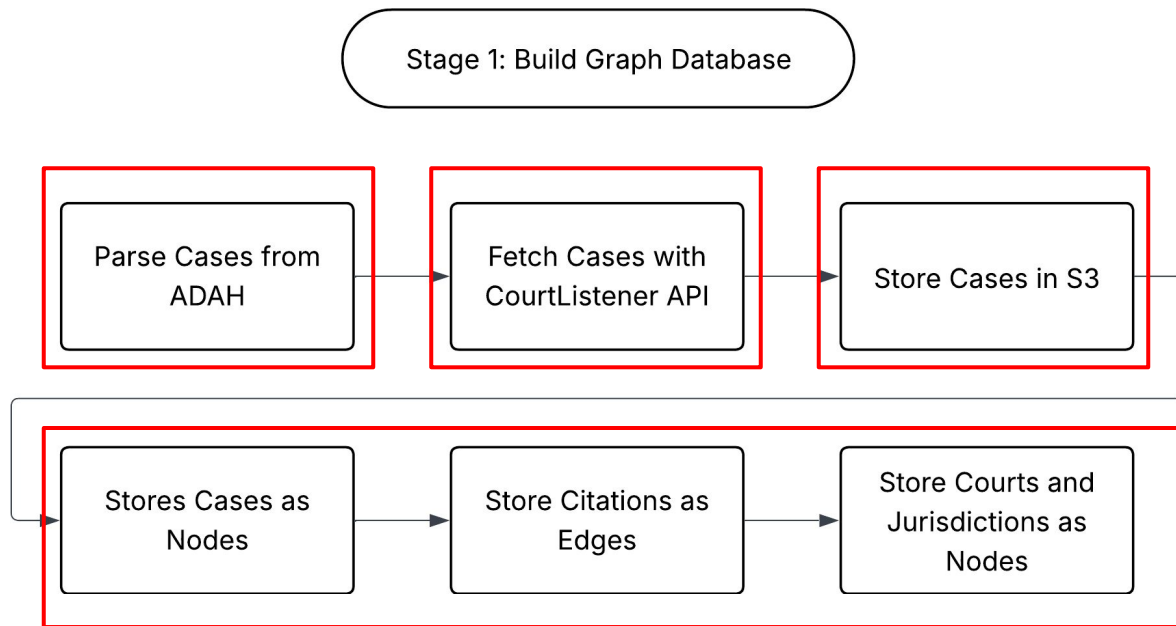 Stage 1: Build Graph Database
Parse Cases from
ADAH
Fetch Cases with
CourtListener API
Store Cases in S3
Stores Cases as
Nodes
Store Citations as
Edges
Store Courts and
Jurisdictions as
Nodes